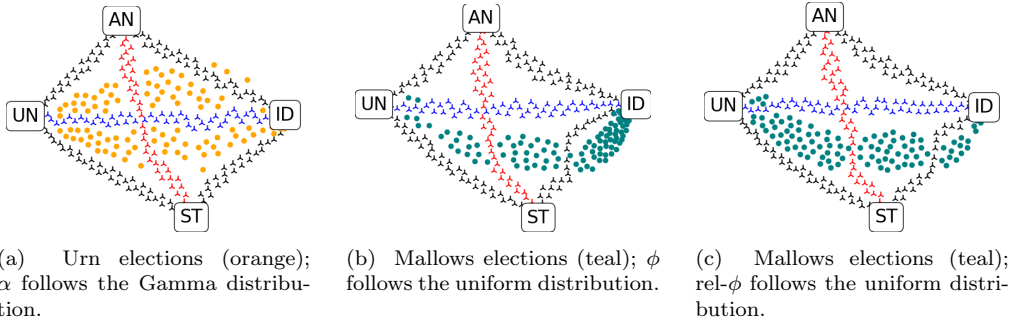 AN
UN
ID
ST
(a) Urn elections (orange);
α follows the Gamma distribu-
tion.
AN
UN
ID
ST
(b) Mallows elections (teal); ϕ
follows the uniform distribution.
AN
UN
ID
ST
(c) Mallows elections (teal);
rel-ϕ follows the uniform distri-
bution.